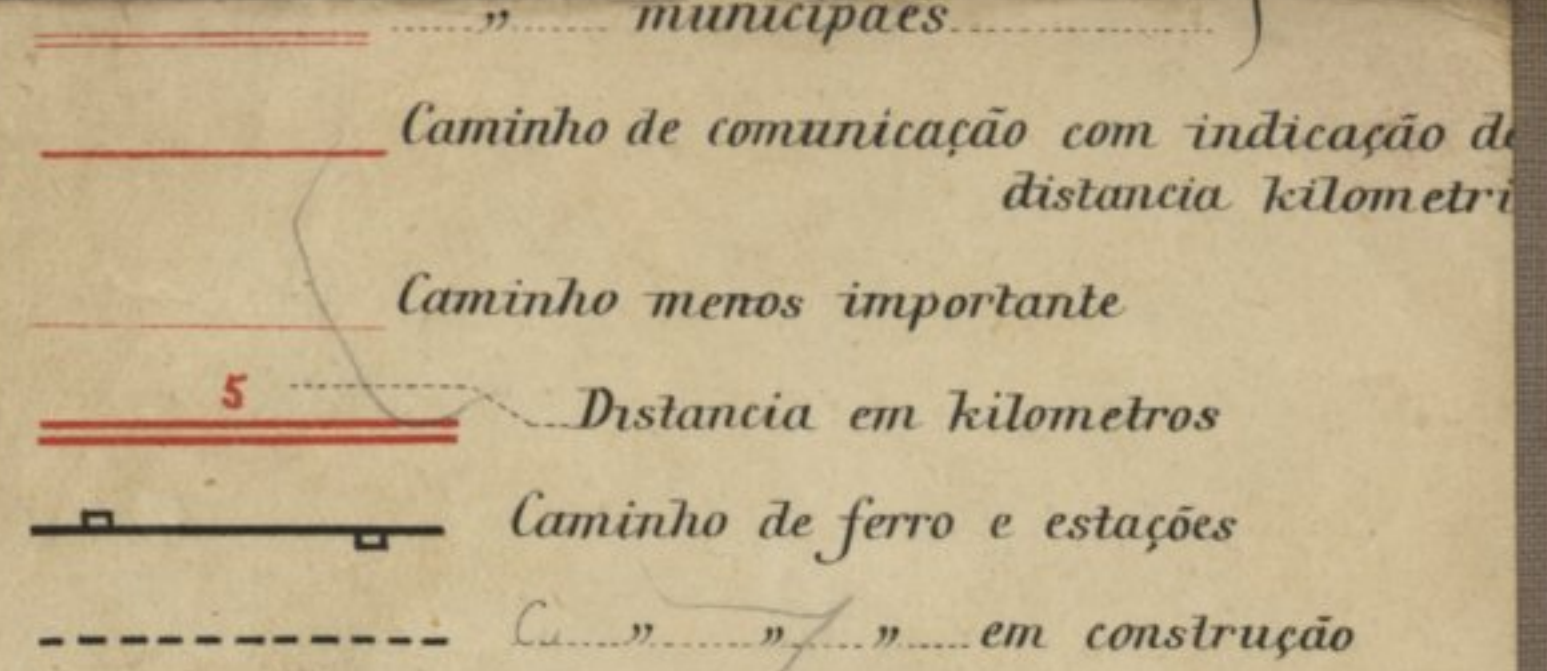 " municipaes
Caminho de comunicação com indicação de
distancia kilometri
Caminho menos importante
5 Distancia em kilometros
Caminho de ferro e estações
" " " em construção